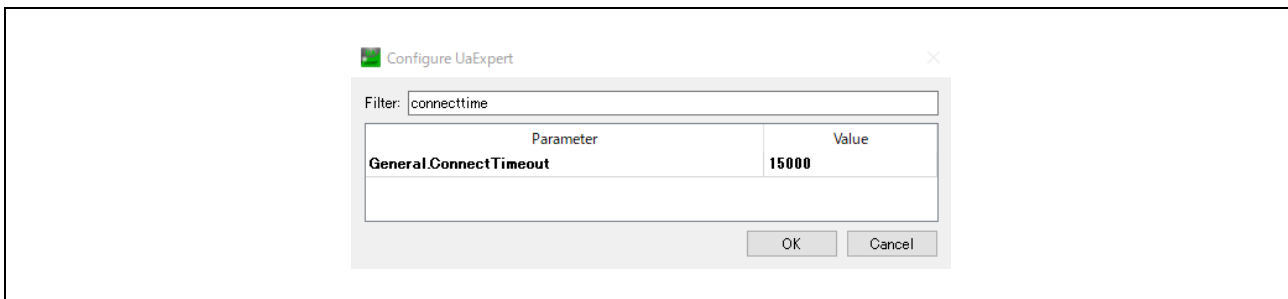 Configure UaExpert
Filter: connecttime
Parameter Value
General.ConnectTimeout 15000
OK Cancel